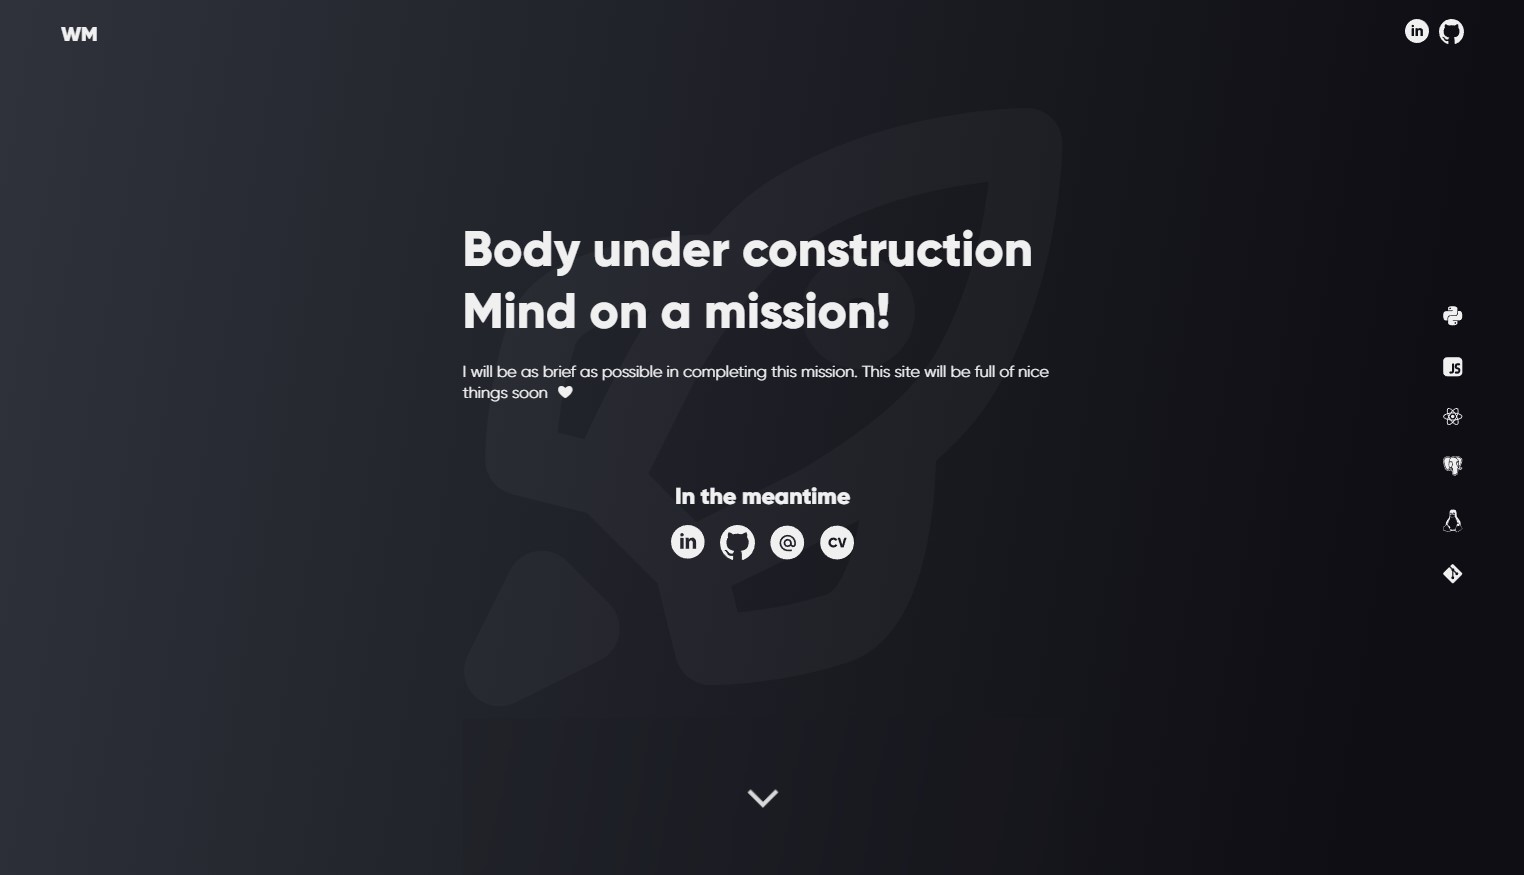 WM
in
Body under construction
Mind on a mission!
I will be as brief as possible in completing this mission. This site will be full of nice
things soon
JS
In the meantime
in @ CV